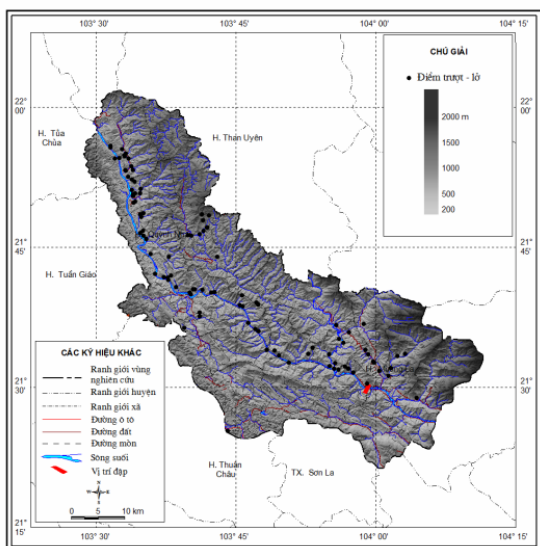 103° 30'
103° 45'
104° 00'
104° 15'
22°
00'
21°
45'
21°
31'
21°
15'
22°
00'
21°
45'
21°
31'
21°
15'
CHÚ GIẢI
Điểm trượt - lở
2000 m
1500
1000
500
200
H. Tủa
Chùa
H. Than Uyên
H. Tuần Giáo
H. Thuận
Châu
TX. Sơn La
CÁC KÝ HIỆU KHÁC
Ranh giới vùng
nghiên cứu
Ranh giới huyện
Ranh giới xã
Đường ô tô
Đường đất
Đường mòn
Sông suối
Vị trí đập
0 5 10 km
103° 30'
103° 45'
104° 00'
104° 15'